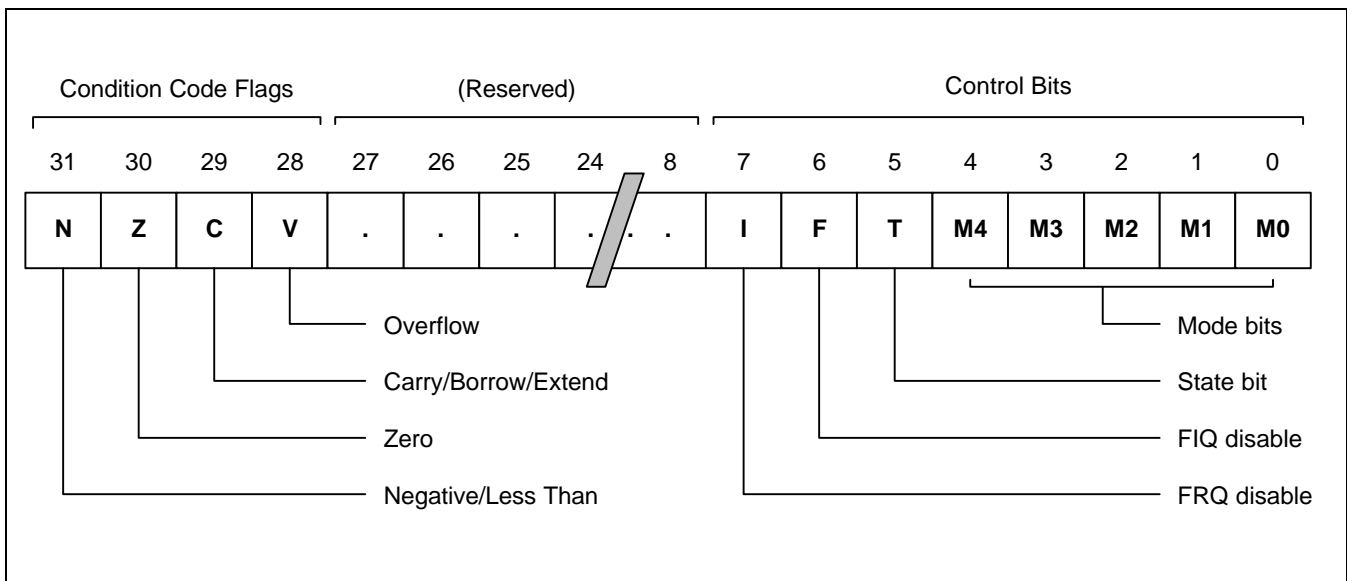 Condition Code Flags (Reserved) Control Bits
31 30 29 28 27 26 25 24 8 7 6 5 4 3 2 1 0
N Z C V . . . . . . I F T M4 M3 M2 M1 M0
Overflow Mode bits
Carry/Borrow/Extend State bit
Zero FIQ disable
Negative/Less Than FRQ disable